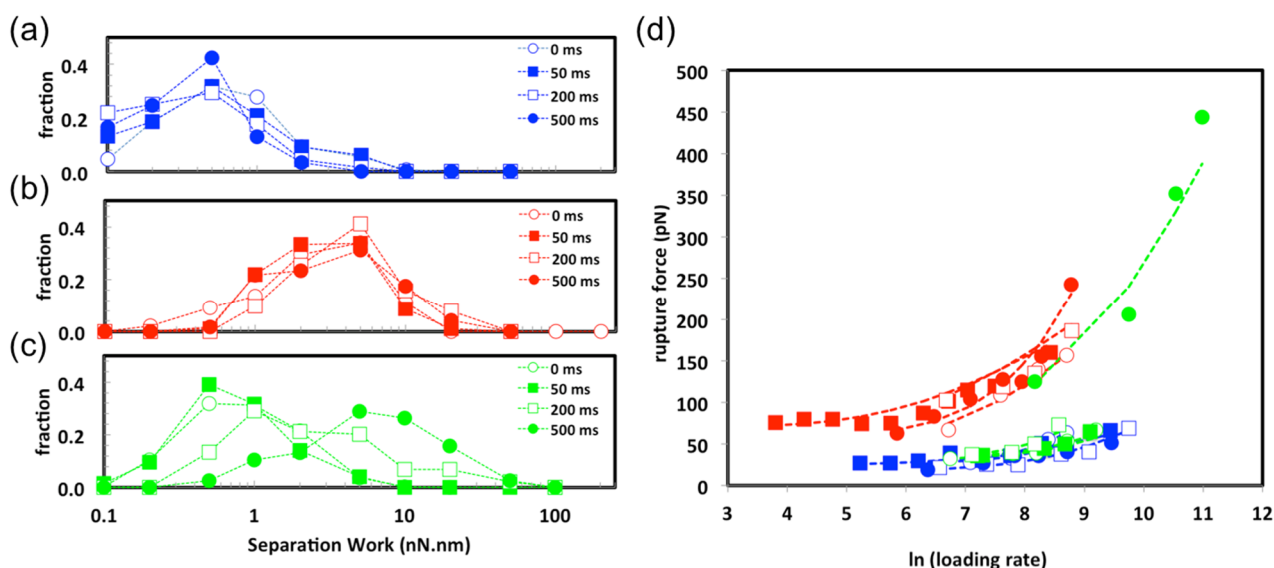 (a)
fraction
0.4
0.2
0.0
0 ms
50 ms
200 ms
500 ms
(b)
fraction
0.4
0.2
0.0
0 ms
50 ms
200 ms
500 ms
(c)
fraction
0.4
0.2
0.0
0 ms
50 ms
200 ms
500 ms
0.1 1 10 100
Separation Work (nN.nm)
(d)
rupture force (pN)
500
450
400
350
300
250
200
150
100
50
0
3 4 5 6 7 8 9 10 11 12
ln (loading rate)